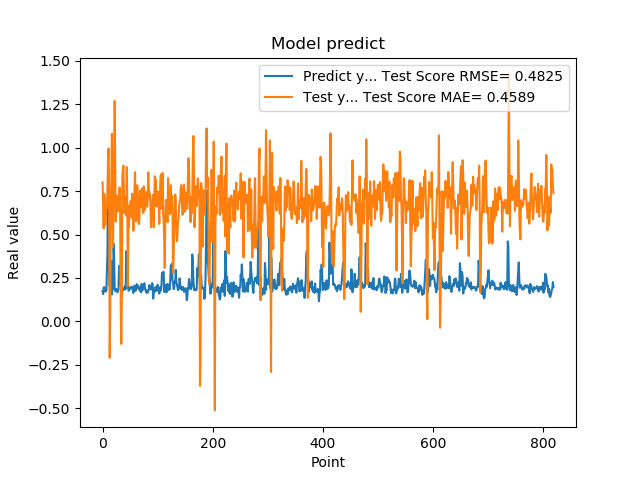 Model predict
Predict y... Test Score RMSE= 0.4825
Test y... Test Score MAE= 0.4589
1.50
1.25
1.00
0.75
0.50
0.25
0.00
−0.25
−0.50
Real value
0 200 400 600 800
Point